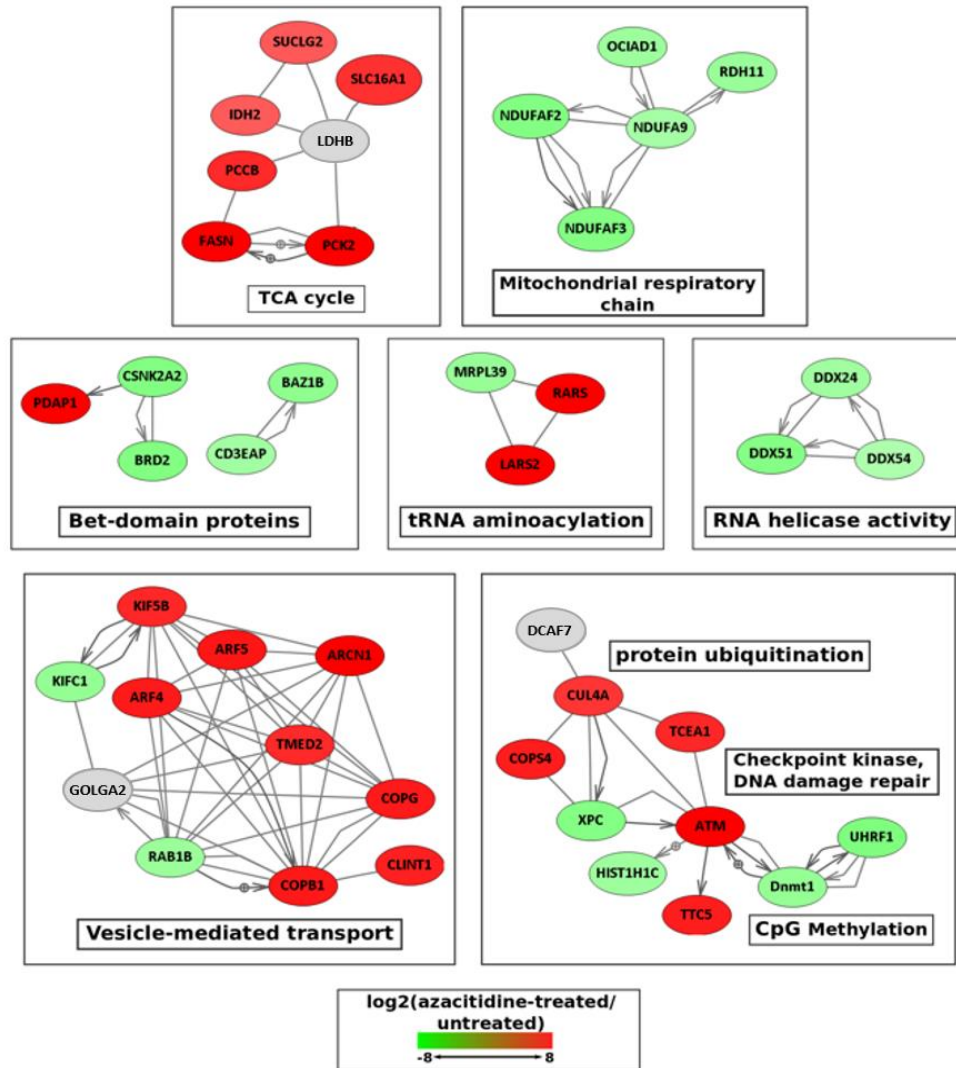 SUCLG2
SLC16A1
IDH2
LDHB
PCCB
FASN
PCK2
TCA cycle
OCIAD1
RDH11
NDUFAF2
NDUFA9
NDUFAF3
Mitochondrial respiratory
chain
CSNK2A2
PDAP1
BAZ1B
BRD2
CD3EAP
Bet-domain proteins
MRPL39
RARS
LARS2
tRNA aminoacylation
DDX24
DDX51
DDX54
RNA helicase activity
KIF5B
ARF5
ARCN1
KIFC1
ARF4
TMED2
GOLGA2
COPG
RAB1B
CLINT1
COPB1
Vesicle-mediated transport
DCAF7
protein ubiquitination
CUL4A
TCEA1
COPS4
Checkpoint kinase,
DNA damage repair
XPC
ATM
UHRF1
HIST1H1C
Dnmt1
TTC5
CpG Methylation
log2(azacitidine-treated/
untreated)
-8 8